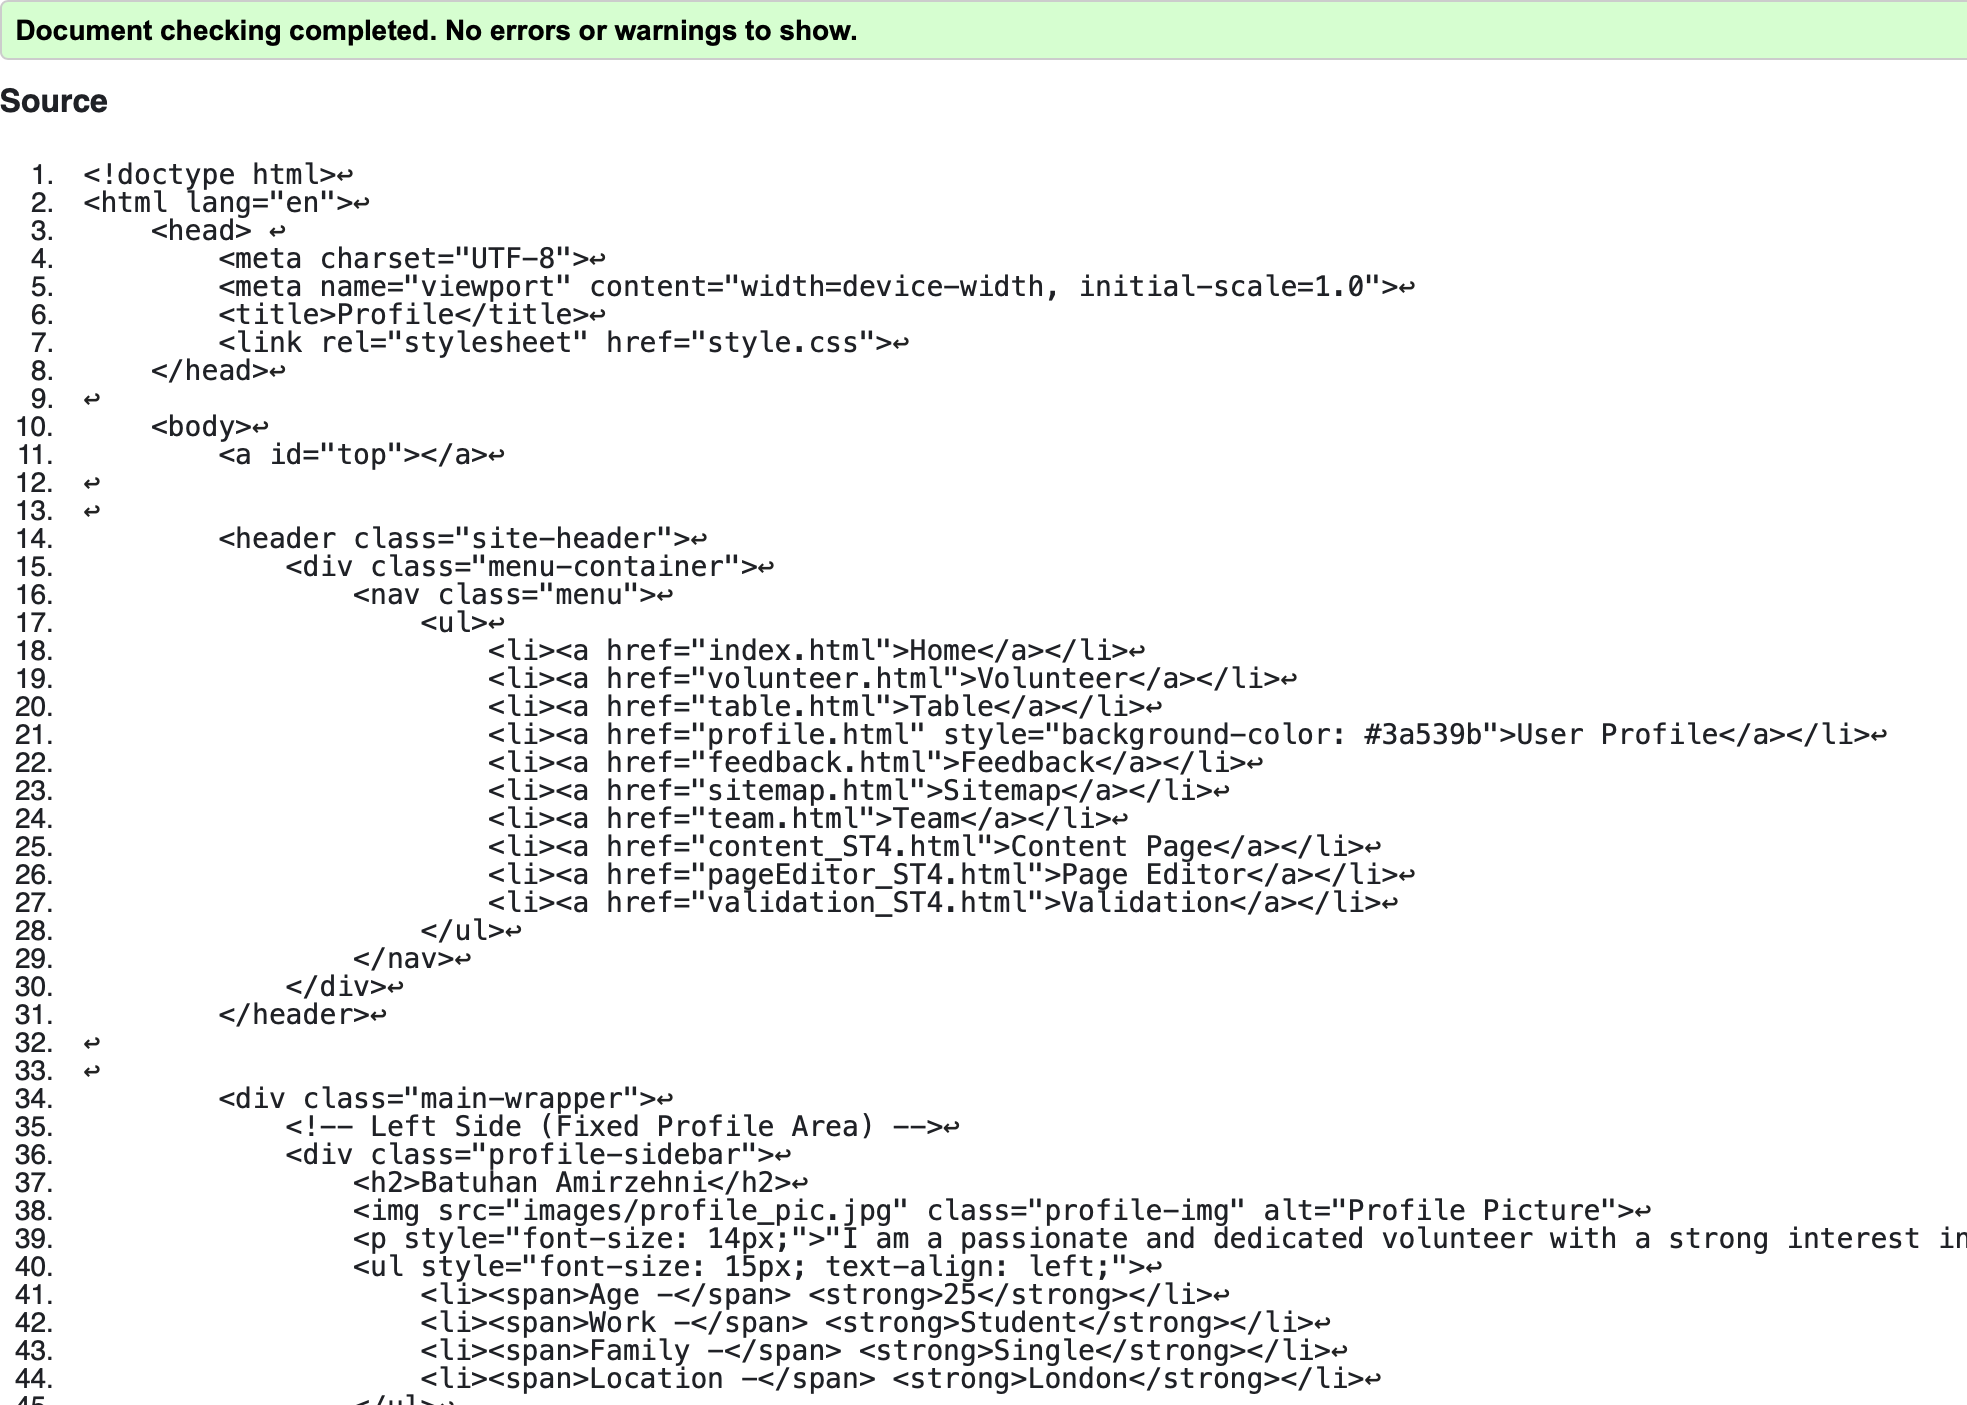 Document checking completed. No errors or warnings to show.
Source
1. <!doctype html>↩
2. <html lang="en">↩
3.     <head> ↩
4.         <meta charset="UTF-8">↩
5.         <meta name="viewport" content="width=device-width, initial-scale=1.0">↩
6.         <title>Profile</title>↩
7.         <link rel="stylesheet" href="style.css">↩
8.     </head>↩
9. ↩
10.     <body>↩
11.         <a id="top"></a>↩
12. ↩
13. ↩
14.         <header class="site-header">↩
15.             <div class="menu-container">↩
16.                 <nav class="menu">↩
17.                     <ul>↩
18.                         <li><a href="index.html">Home</a></li>↩
19.                         <li><a href="volunteer.html">Volunteer</a></li>↩
20.                         <li><a href="table.html">Table</a></li>↩
21.                         <li><a href="profile.html" style="background-color: #3a539b">User Profile</a></li>↩
22.                         <li><a href="feedback.html">Feedback</a></li>↩
23.                         <li><a href="sitemap.html">Sitemap</a></li>↩
24.                         <li><a href="team.html">Team</a></li>↩
25.                         <li><a href="content_ST4.html">Content Page</a></li>↩
26.                         <li><a href="pageEditor_ST4.html">Page Editor</a></li>↩
27.                         <li><a href="validation_ST4.html">Validation</a></li>↩
28.                     </ul>↩
29.                 </nav>↩
30.             </div>↩
31.         </header>↩
32. ↩
33. ↩
34.         <div class="main-wrapper">↩
35.             <!-- Left Side (Fixed Profile Area) -->↩
36.             <div class="profile-sidebar">↩
37.                 <h2>Batuhan Amirzehni</h2>↩
38.                 <img src="images/profile_pic.jpg" class="profile-img" alt="Profile Picture">↩
39.                 <p style="font-size: 14px;">"I am a passionate and dedicated volunteer with a strong interest in
40.                 <ul style="font-size: 15px; text-align: left;">↩
41.                     <li><span>Age -</span> <strong>25</strong></li>↩
42.                     <li><span>Work -</span> <strong>Student</strong></li>↩
43.                     <li><span>Family -</span> <strong>Single</strong></li>↩
44.                     <li><span>Location -</span> <strong>London</strong></li>↩
45.                 </ul>↩